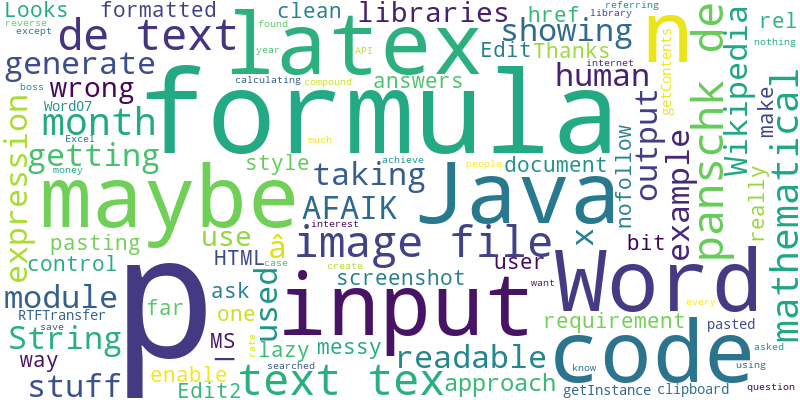 Looks
reverse
except
formatted
clean
found
library
referring
href
rel
libraries
showing
de text
latex
n
year
API
Edit
Thanks
internet
nothing
generate
calculating
compound
answers
human
getContents
wrong
boss
Word07
month
formula
output
panschk de
Wikipedia
make
mathematical
Excel
much
achieve
people
document
getting
style
taking
money
expression
maybe
AFAIK
Java
nofollow
example
really
pasting
use
â
interest
image file
x
bit
control
HTML
case
create
user
want
every
module
RTFTransfer
p
far
ask
used
screenshot
input
Word
save
String
one
requirement
pasted
asked
MS
—
rate
lazy
messy
readable
code
using
way
searched
know
stuff
enable
Edit2
text tex
approach
getInstance
clipboard
question